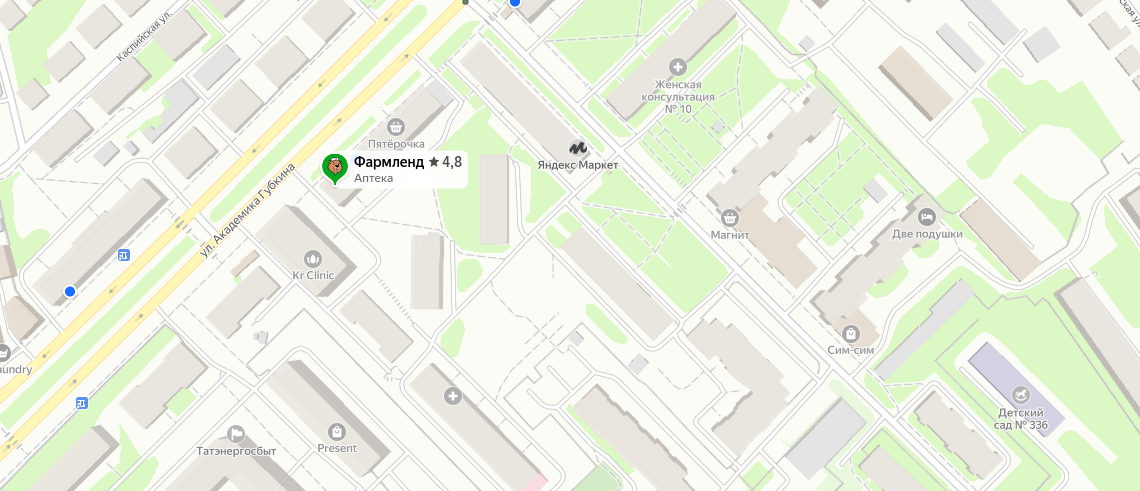 Каспийская ул.
Женская
консультация
№ 10
Пятёрочка
Фармленд ★ 4,8
Аптека
Яндекс Маркет
ул. Академика Губкина
Магнит
Две подушки
Kr Clinic
Сим-сим
Детский
сад № 336
Татэнергосбыт
Present